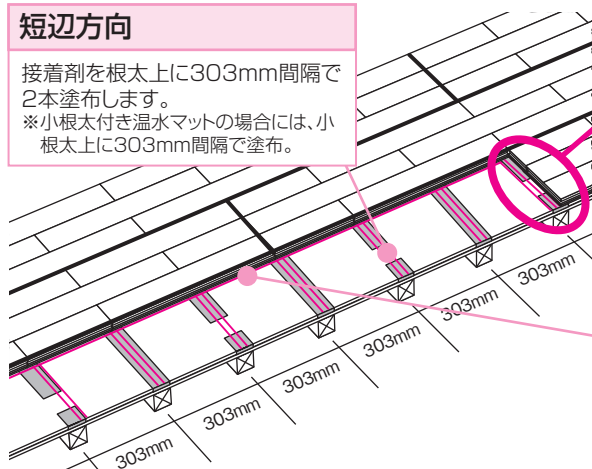 短辺方向
接着剤を根太上に303mm間隔で
2本塗布します。
※小根太付き温水マットの場合には、小
根太上に303mm間隔で塗布。
303mm
303mm
303mm
303mm
303mm
303mm